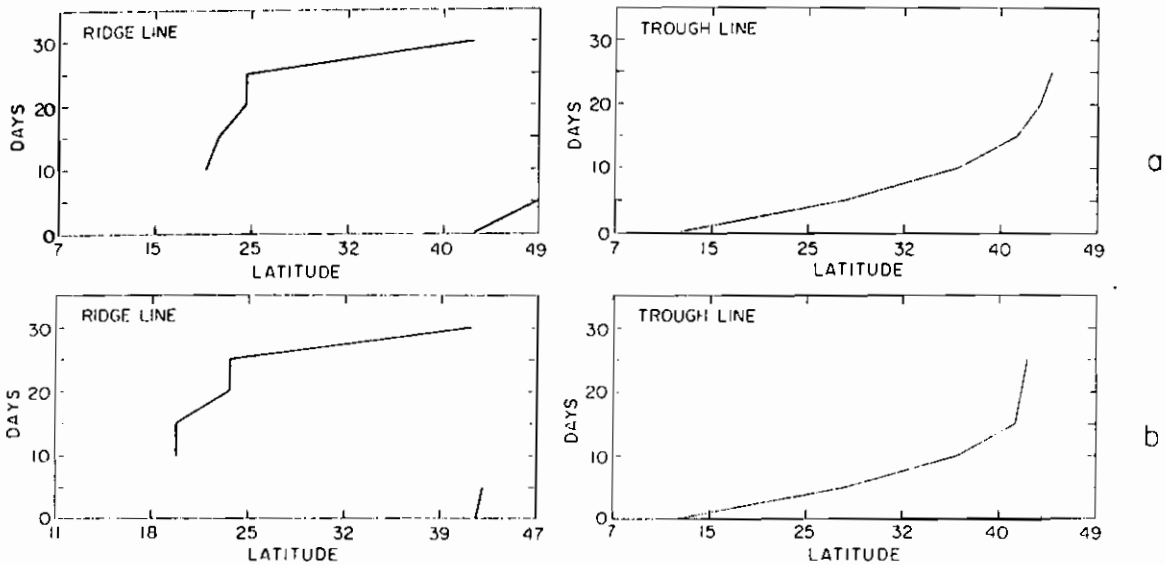 RIDGE LINE
DAYS
30
20
10
0
7 15 25 32 40 49
LATITUDE
TROUGH LINE
DAYS
30
20
10
0
7 15 25 32 40 49
LATITUDE
a
RIDGE LINE
DAYS
30
20
10
0
11 18 25 32 39 47
LATITUDE
TROUGH LINE
DAYS
30
20
10
0
7 15 25 32 40 49
LATITUDE
b